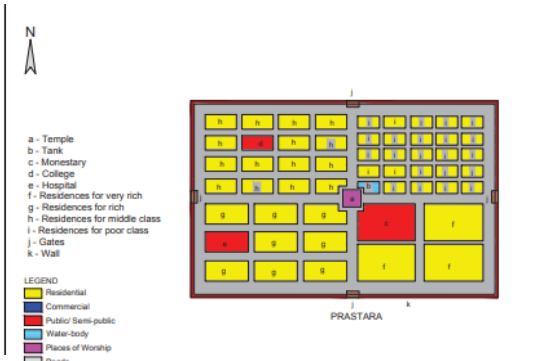 N
a - Temple
b - Tank
c - Monestary
d - College
e - Hospital
f - Residences for very rich
g - Residences for rich
h - Residences for middle class
i - Residences for poor class
j - Gates
k - Wall
LEGEND
Residential
Commercial
Public/ Semi-public
Water-body
Places of Worship
j
h h h h i i i i i
h d h h i i i i i
h h h h i i i i i
i i i i i
h h h h b i i i i
j a j
g g g c f
e g g
g g g f f
j k
PRASTARA